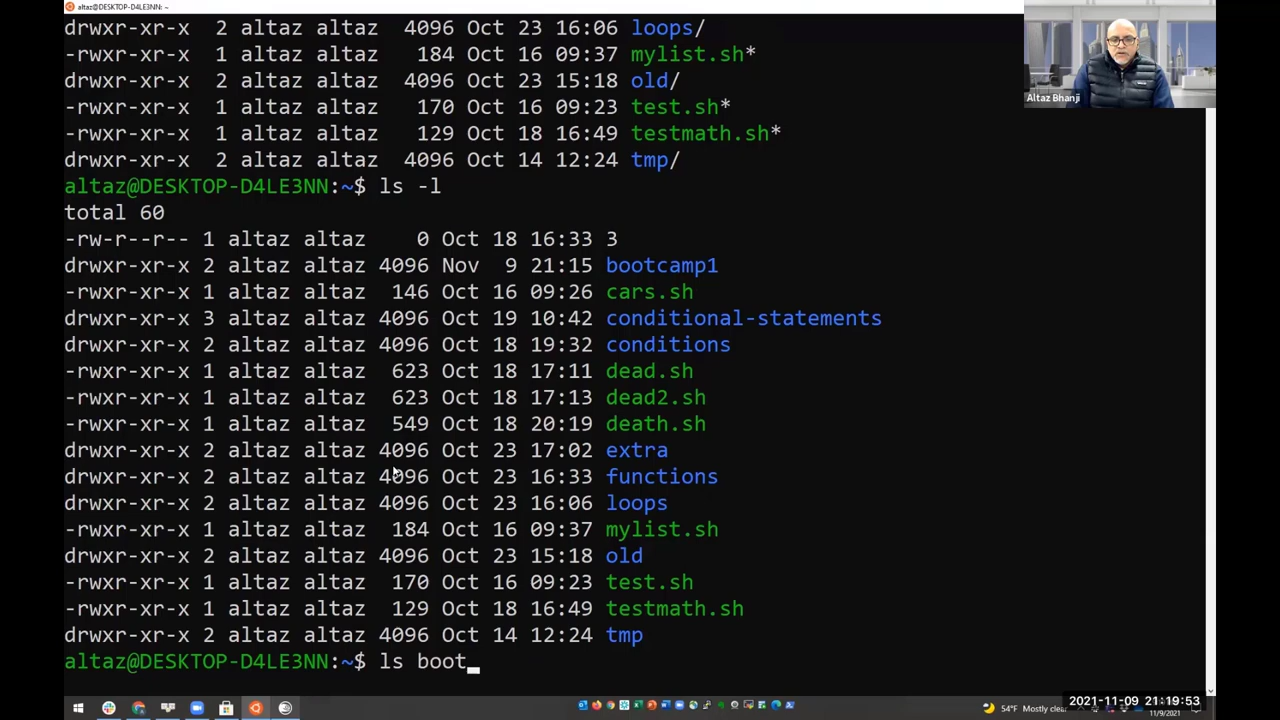 altaz@DESKTOP-D4LE3NN: ~
drwxr-xr-x  2 altaz altaz  4096 Oct 23 16:06 loops/
-rwxr-xr-x  1 altaz altaz   184 Oct 16 09:37 mylist.sh*
drwxr-xr-x  2 altaz altaz  4096 Oct 23 15:18 old/
-rwxr-xr-x  1 altaz altaz   170 Oct 16 09:23 test.sh*
-rwxr-xr-x  1 altaz altaz   129 Oct 18 16:49 testmath.sh*
drwxr-xr-x  2 altaz altaz  4096 Oct 14 12:24 tmp/
Altaz Bhanji
altaz@DESKTOP-D4LE3NN:~$ ls -l
total 60
-rw-r--r-- 1 altaz altaz    0 Oct 18 16:33 3
drwxr-xr-x 2 altaz altaz 4096 Nov  9 21:15 bootcamp1
-rwxr-xr-x 1 altaz altaz  146 Oct 16 09:26 cars.sh
drwxr-xr-x 3 altaz altaz 4096 Oct 19 10:42 conditional-statements
drwxr-xr-x 2 altaz altaz 4096 Oct 18 19:32 conditions
-rwxr-xr-x 1 altaz altaz  623 Oct 18 17:11 dead.sh
-rwxr-xr-x 1 altaz altaz  623 Oct 18 17:13 dead2.sh
-rwxr-xr-x 1 altaz altaz  549 Oct 18 20:19 death.sh
drwxr-xr-x 2 altaz altaz 4096 Oct 23 17:02 extra
drwxr-xr-x 2 altaz altaz 4096 Oct 23 16:33 functions
drwxr-xr-x 2 altaz altaz 4096 Oct 23 16:06 loops
-rwxr-xr-x 1 altaz altaz  184 Oct 16 09:37 mylist.sh
drwxr-xr-x 2 altaz altaz 4096 Oct 23 15:18 old
-rwxr-xr-x 1 altaz altaz  170 Oct 16 09:23 test.sh
-rwxr-xr-x 1 altaz altaz  129 Oct 18 16:49 testmath.sh
drwxr-xr-x 2 altaz altaz 4096 Oct 14 12:24 tmp
altaz@DESKTOP-D4LE3NN:~$ ls boot_
54°F Mostly clear
2021-11-09 21:19:53
11/9/2021